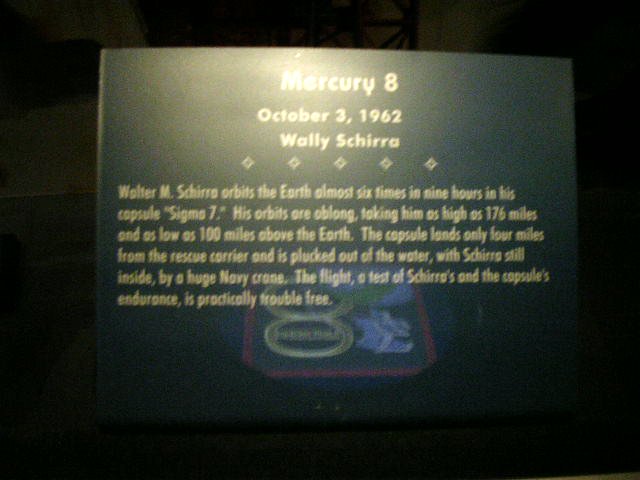 Mercury 8
October 3, 1962
Wally Schirra
Walter M. Schirra orbits the Earth almost six times in nine hours in his
capsule "Sigma 7." His orbits are oblong, taking him as high as 176 miles
and as low as 100 miles above the Earth. The capsule lands only four miles
from the rescue carrier and is plucked out of the water, with Schirra still
inside, by a huge Navy crane. The flight, a test of Schirra's and the capsule's
endurance, is practically trouble free.